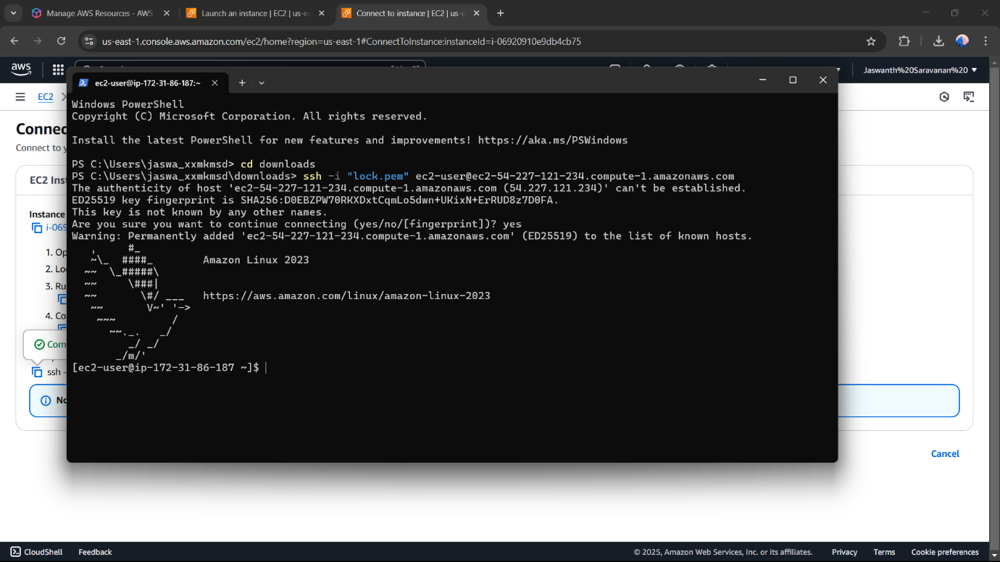 Manage AWS Resources - AWS
Launch an instance | EC2 | us-ea
Connect to instance | EC2 | us-e
us-east-1.console.aws.amazon.com/ec2/home?region=us-east-1#ConnectToInstance:instanceId=i-06920910e9db4cb75
aws
Jaswanth%20Saravanan%20
EC2
ec2-user@ip-172-31-86-187:~
Windows PowerShell
Copyright (C) Microsoft Corporation. All rights reserved.
Connec
Install the latest PowerShell for new features and improvements! https://aka.ms/PSWindows
Connect to y
PS C:\Users\jaswa_xxmkmsd> cd downloads
PS C:\Users\jaswa_xxmkmsd\downloads> ssh -i "lock.pem" ec2-user@ec2-54-227-121-234.compute-1.amazonaws.com
EC2 Inst
The authenticity of host 'ec2-54-227-121-234.compute-1.amazonaws.com (54.227.121.234)' can't be established.
ED25519 key fingerprint is SHA256:D0EBZPW70RKXDxtCqmLo5dwn+UKixN+ErRUD8z7D0FA.
This key is not known by any other names.
Instance
Are you sure you want to continue connecting (yes/no/[fingerprint])? yes
i-069
Warning: Permanently added 'ec2-54-227-121-234.compute-1.amazonaws.com' (ED25519) to the list of known hosts.
   ,     #_
1. Op
   ~\_  ####_        Amazon Linux 2023
2. Lo
  ~~  \_#####\
3. Ru
  ~~     \###|
  ~~       \#/ ___   https://aws.amazon.com/linux/amazon-linux-2023
   ~~       V~' '->
4. Co
    ~~~         /
      ~~._.   _/
Com
         _/ _/
       _/m/'
[ec2-user@ip-172-31-86-187 ~]$
ssh -
No
Cancel
CloudShell
Feedback
© 2025, Amazon Web Services, Inc. or its affiliates.
Privacy
Terms
Cookie preferences